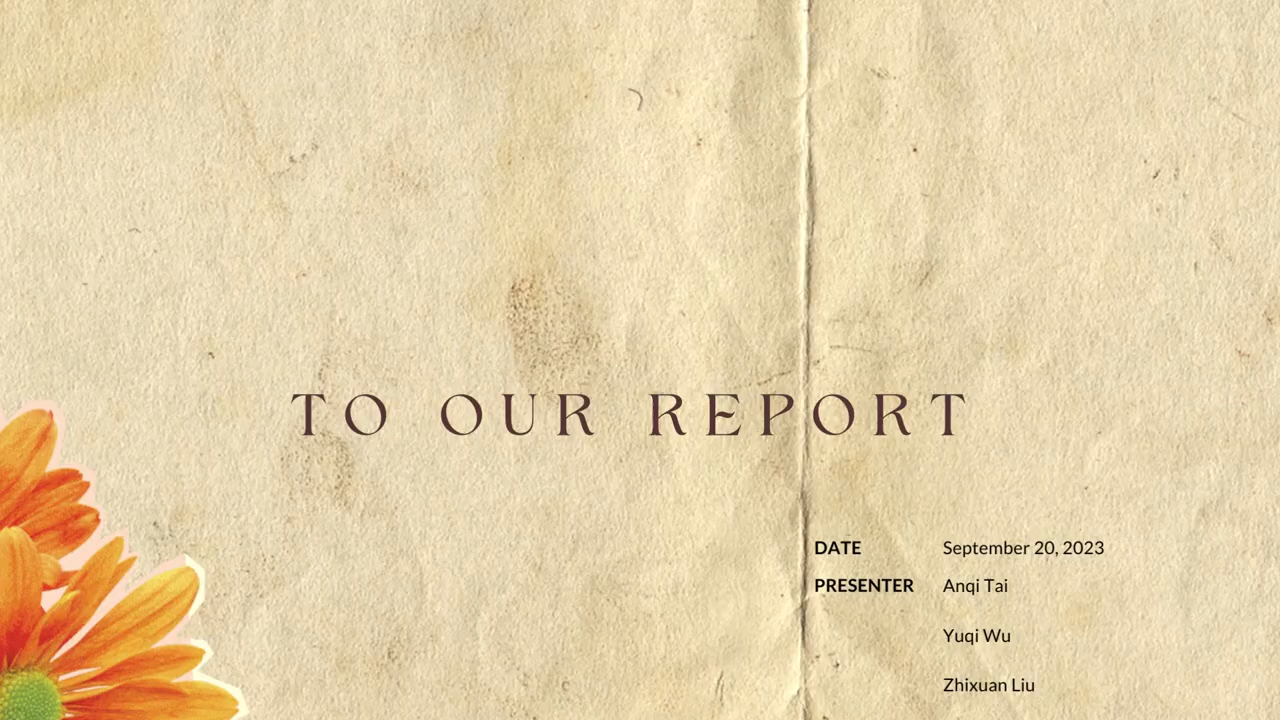 TO OUR REPORT
DATE September 20, 2023
PRESENTER Anqi Tai
Yuqi Wu
Zhixuan Liu